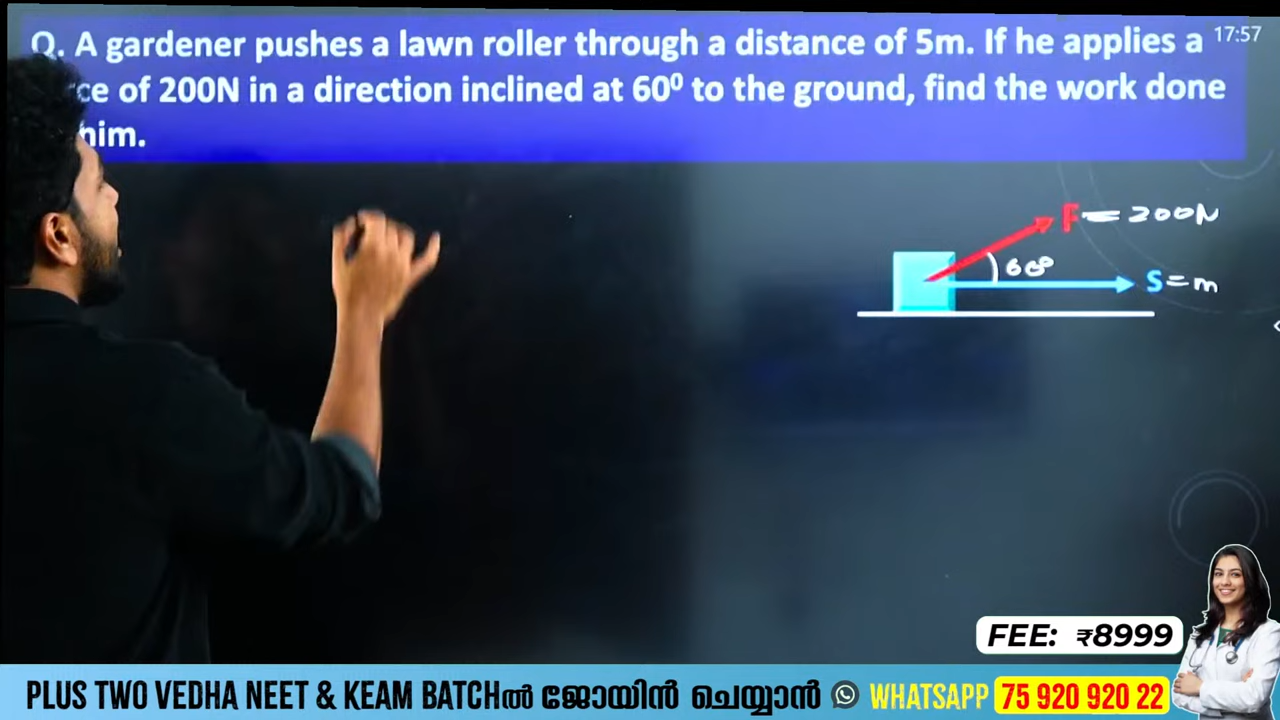 Q. A gardener pushes a lawn roller through a distance of 5m. If he applies a
ce of 200N in a direction inclined at 60⁰ to the ground, find the work done
him.
17:57
F = 200N
60°
S = m
FEE: ₹8999
PLUS TWO VEDHA NEET & KEAM BATCHൽ ജോയിൻ ചെയ്യാൻ WHATSAPP 75 920 920 22